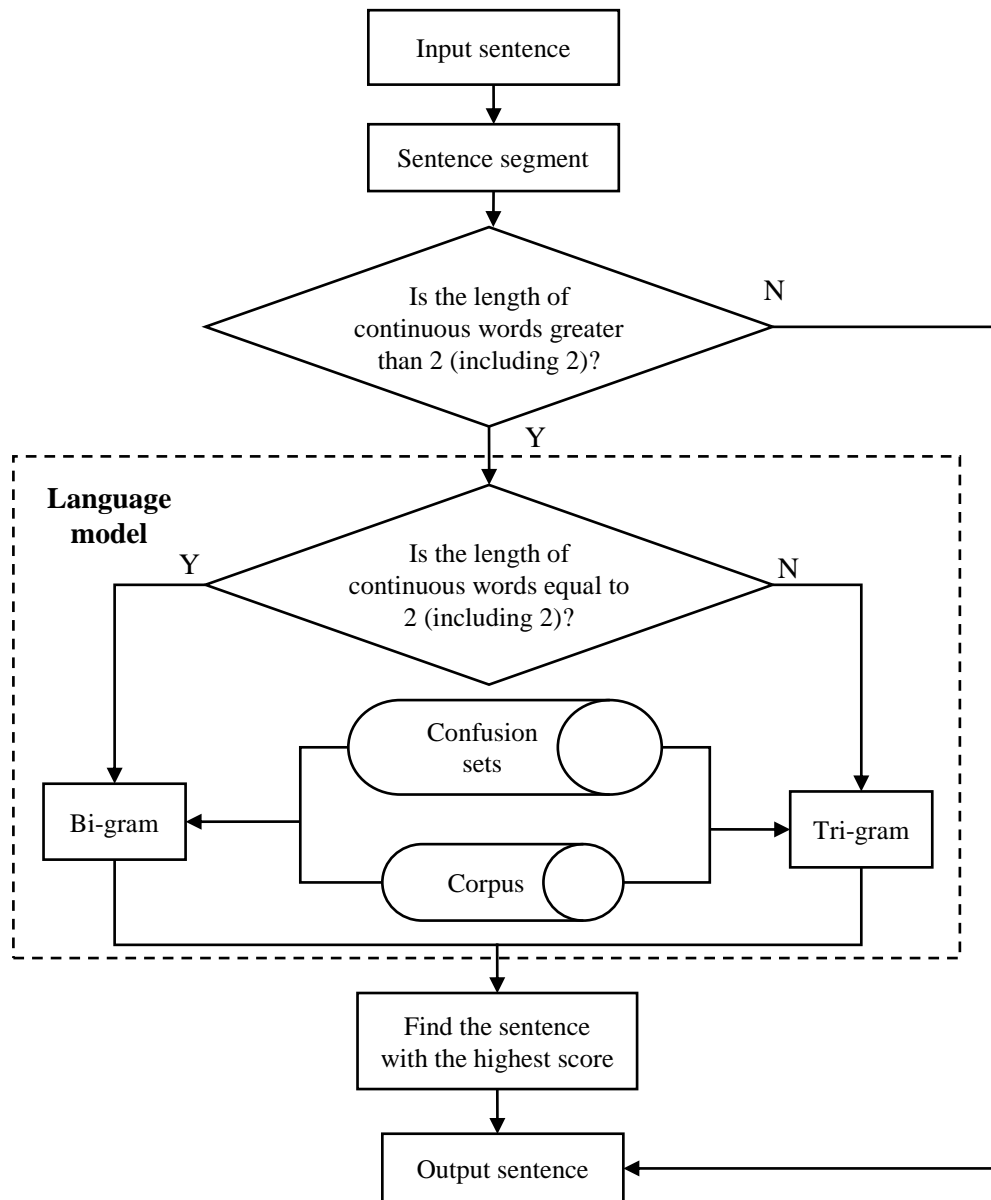 Input sentence
Sentence segment
Is the length of
continuous words greater
than 2 (including 2)?
N
Y
Language
model
Y
Is the length of
continuous words equal to
2 (including 2)?
N
Confusion
sets
Bi-gram
Tri-gram
Corpus
Find the sentence
with the highest score
Output sentence